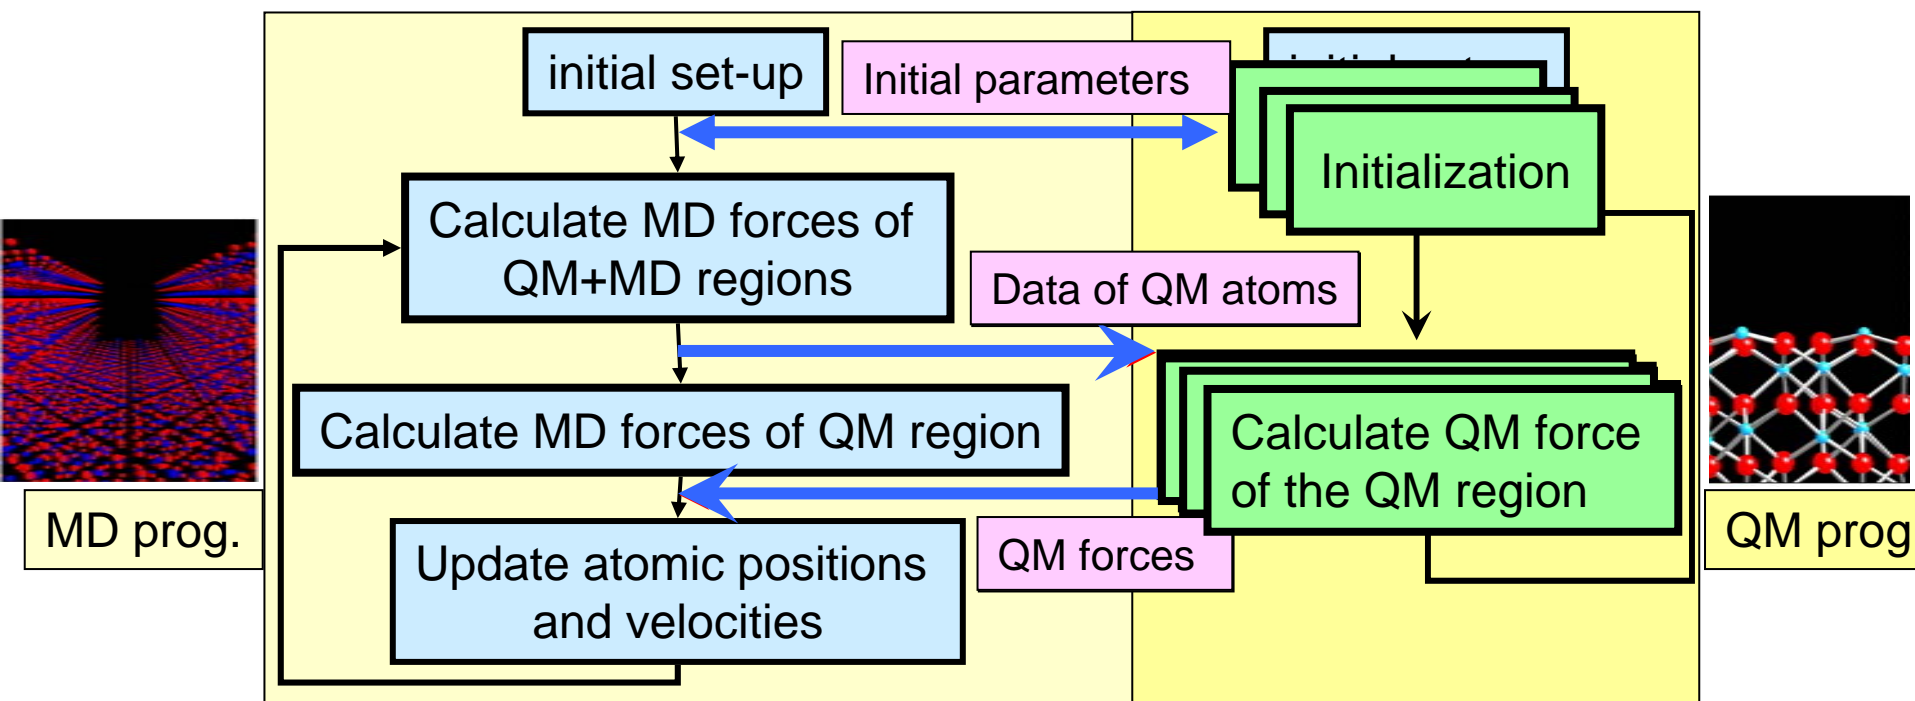 initial set-up
Initial parameters
Initialization
Calculate MD forces of
QM+MD regions
Data of QM atoms
Calculate MD forces of QM region
Calculate QM force
of the QM region
MD prog.
QM prog
QM forces
Update atomic positions
and velocities